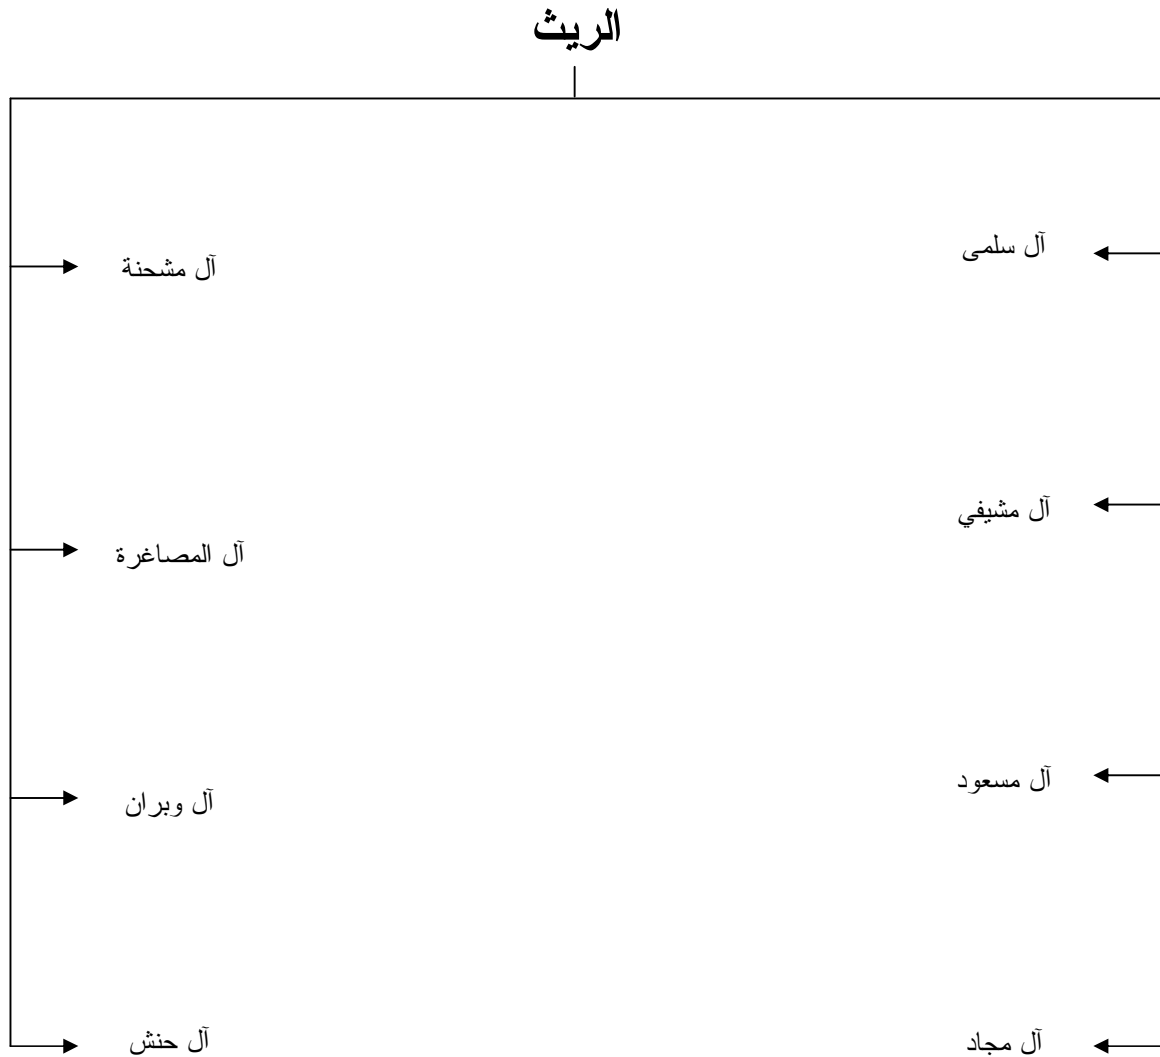 الريث
آل سلمى
آل مشحنة
آل مشيفي
آل المصاغرة
آل مسعود
آل وبران
آل مجاد
آل حنش